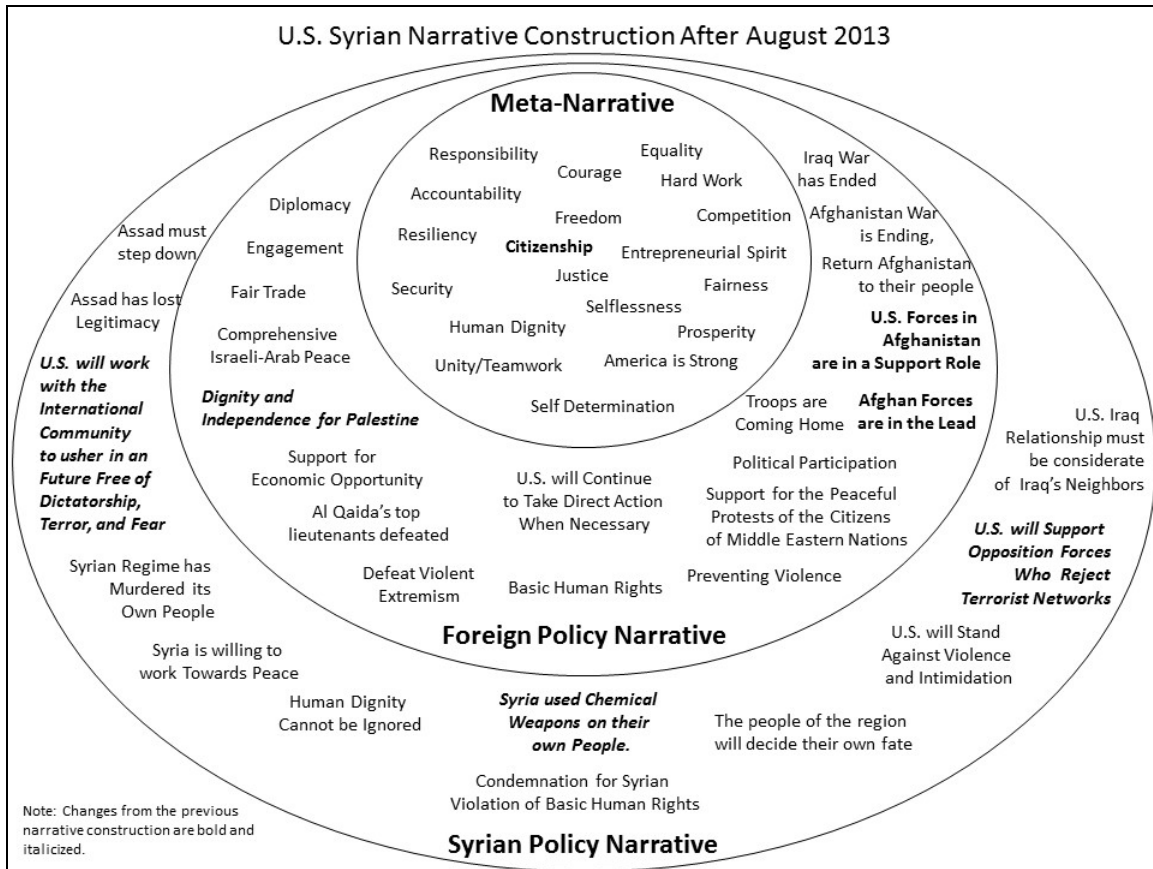 U.S. Syrian Narrative Construction After August 2013
Meta-Narrative
Responsibility
Equality
Courage
Accountability
Hard Work
Freedom
Competition
Resiliency
Citizenship
Entrepreneurial Spirit
Justice
Security
Fairness
Selflessness
Human Dignity
Prosperity
Unity/Teamwork
America is Strong
Self Determination
Diplomacy
Engagement
Fair Trade
Comprehensive
Israeli-Arab Peace
Dignity and
Independence for Palestine
Support for
Economic Opportunity
Al Qaida's top
lieutenants defeated
Defeat Violent
Extremism
U.S. will Continue
to Take Direct Action
When Necessary
Basic Human Rights
Iraq War
has Ended
Afghanistan War
is Ending,
Return Afghanistan
to their people
U.S. Forces in
Afghanistan
are in a Support Role
Troops are
Coming Home
Afghan Forces
are in the Lead
Political Participation
Support for the Peaceful
Protests of the Citizens
of Middle Eastern Nations
Preventing Violence
Foreign Policy Narrative
Assad must
step down
Assad has lost
Legitimacy
U.S. will work
with the
International
Community
to usher in an
Future Free of
Dictatorship,
Terror, and Fear
Syrian Regime has
Murdered its
Own People
Syria is willing to
work Towards Peace
Human Dignity
Cannot be Ignored
Syria used Chemical
Weapons on their
own People.
Condemnation for Syrian
Violation of Basic Human Rights
U.S. Iraq
Relationship must
be considerate
of Iraq's Neighbors
U.S. will Support
Opposition Forces
Who Reject
Terrorist Networks
U.S. will Stand
Against Violence
and Intimidation
The people of the region
will decide their own fate
Syrian Policy Narrative
Note: Changes from the previous
narrative construction are bold and
italicized.